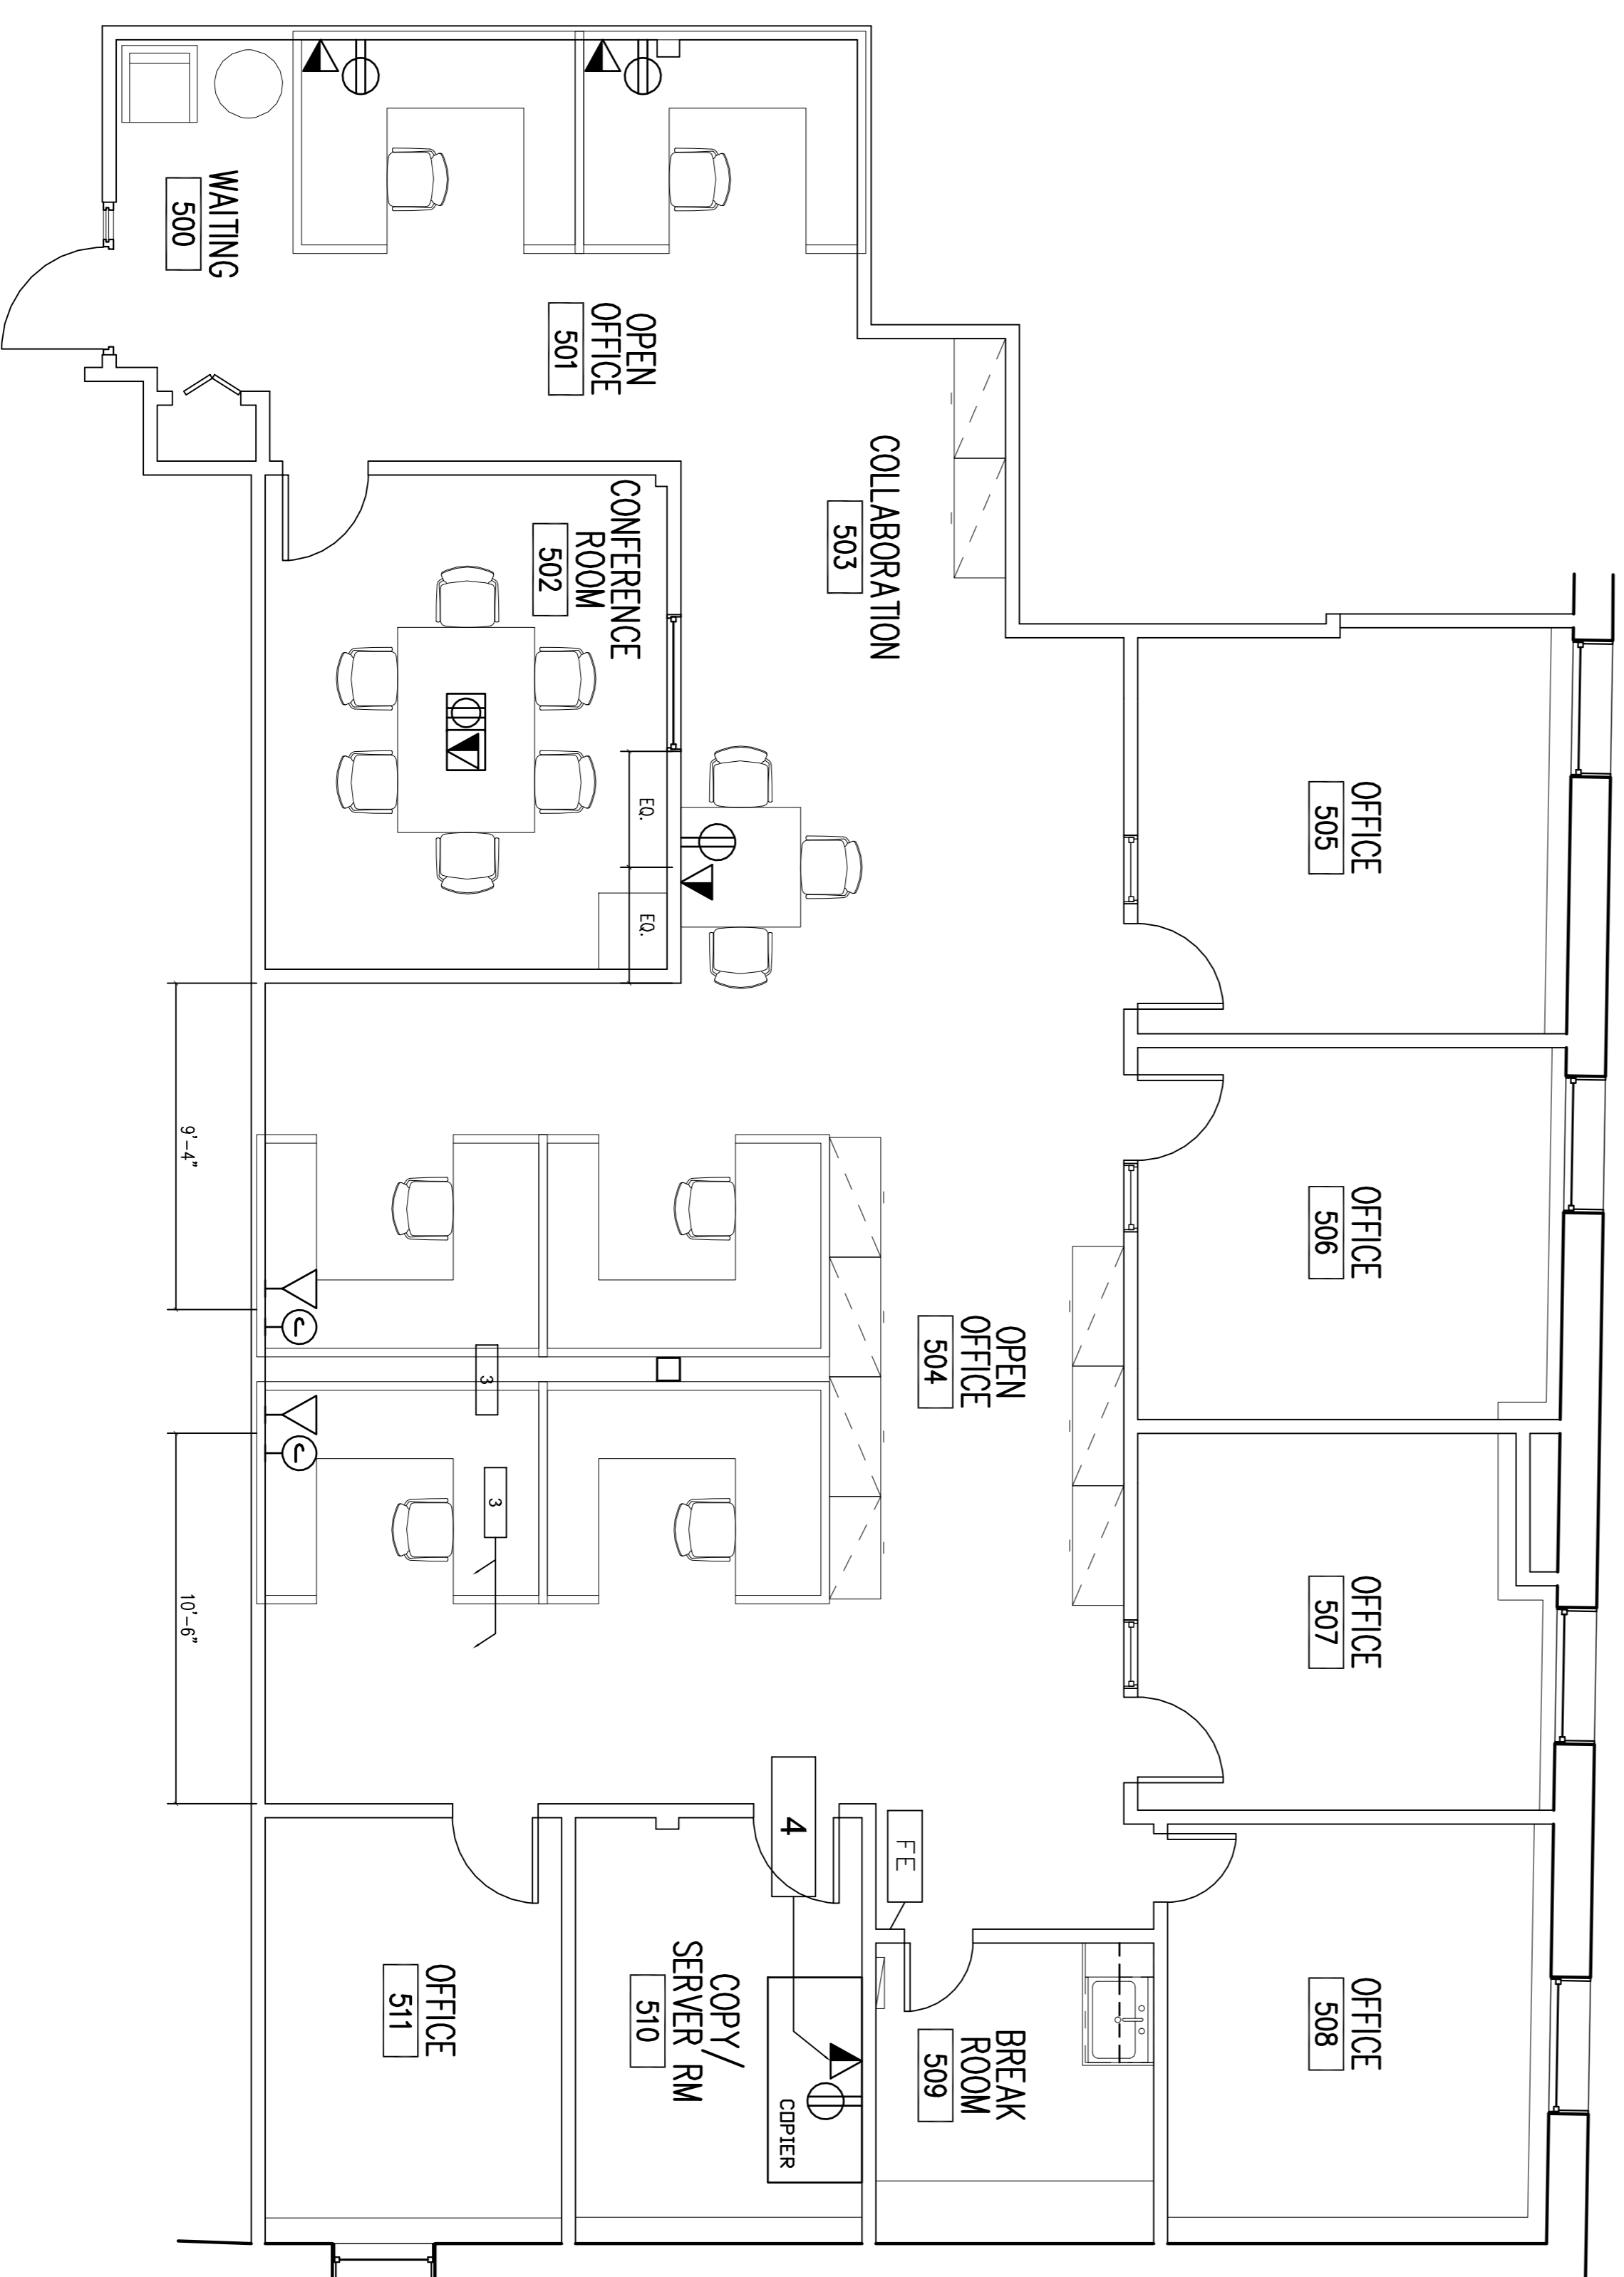 OFFICE
505
OFFICE
506
OFFICE
507
OFFICE
508
COLLABORATION
503
OPEN
OFFICE
504
BREAK
ROOM
509
FE
OPEN
OFFICE
501
CONFERENCE
ROOM
502
EQ.
EQ.
3
3
4
COPIER
COPY/
SERVER RM
510
WAITING
500
OFFICE
511
9'-4"
10'-6"